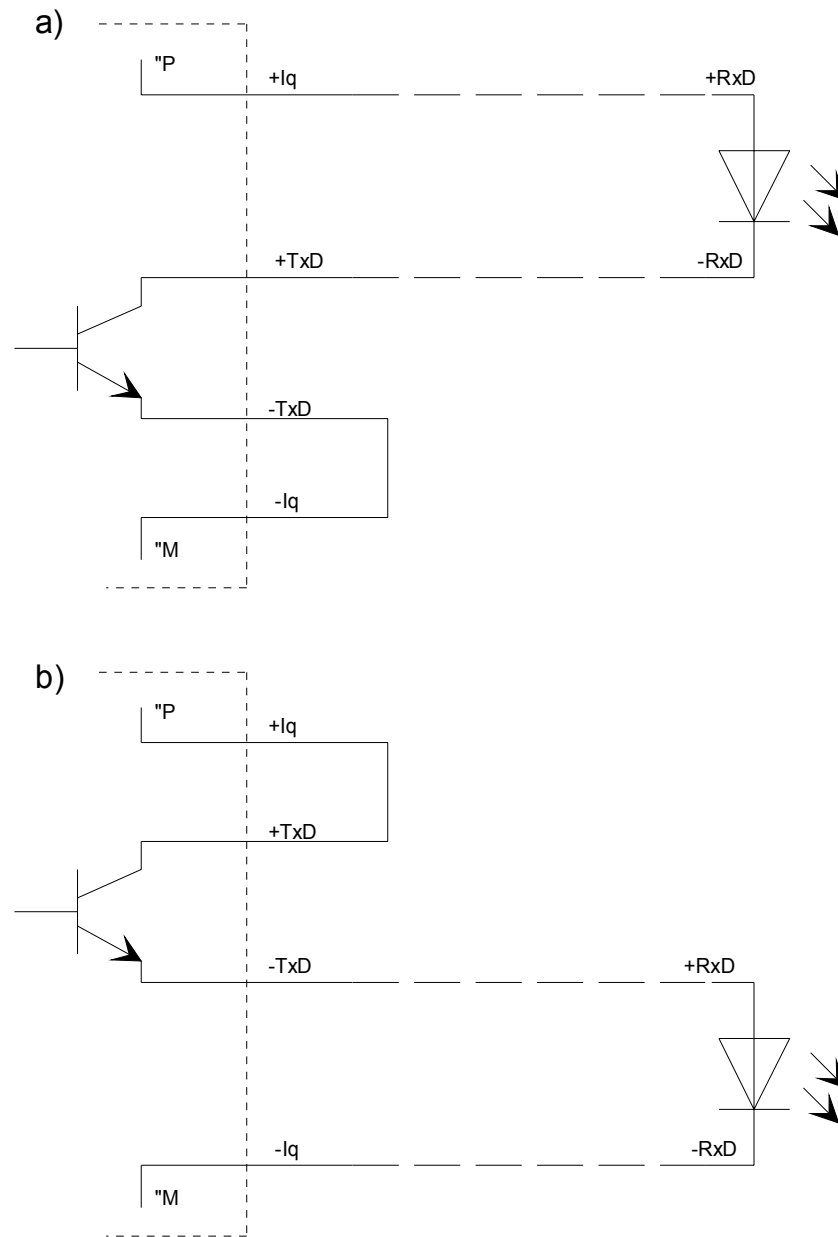 a)
"P
+Iq
+RxD
+TxD
-RxD
-TxD
-Iq
"M
b)
"P
+Iq
+TxD
-TxD
+RxD
-Iq
-RxD
"M